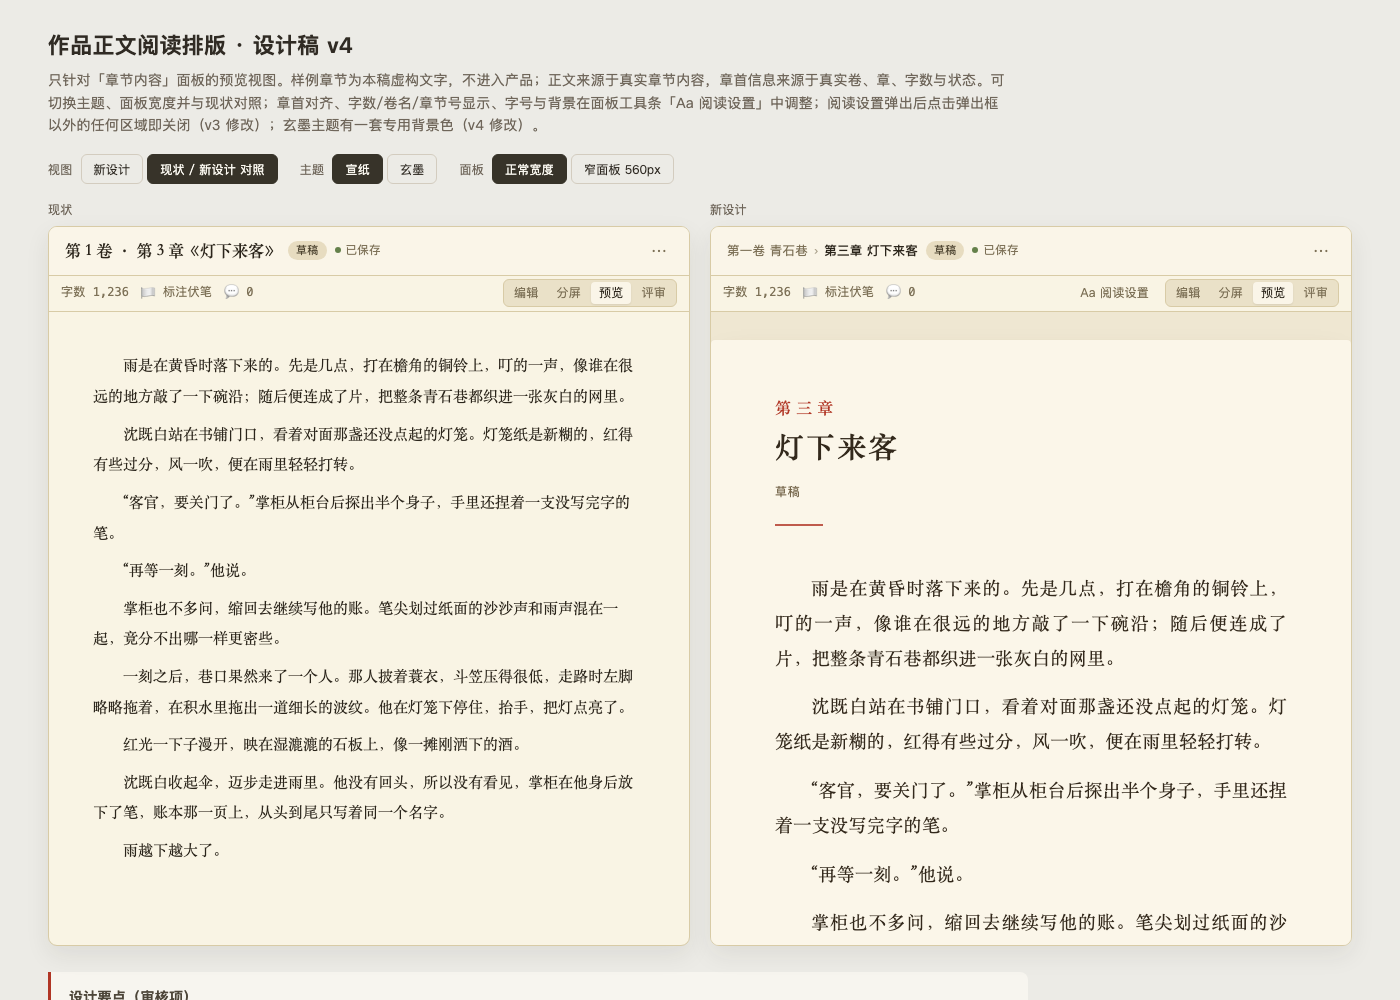 作品正文阅读排版 · 设计稿 v4
只针对「章节内容」面板的预览视图。样例章节为本稿虚构文字，不进入产品；正文来源于真实章节内容，章首信息来源于真实卷、章、字数与状态。可
切换主题、面板宽度并与现状对照；章首对齐、字数/卷名/章节号显示、字号与背景在面板工具条「Aa 阅读设置」中调整；阅读设置弹出后点击弹出框
以外的任何区域即关闭（v3 修改）；玄墨主题有一套专用背景色（v4 修改）。
视图 新设计 现状 / 新设计 对照 主题 宣纸 玄墨 面板 正常宽度 窄面板 560px
现状
第 1 卷 · 第 3 章《灯下来客》 草稿 已保存 ···
字数 1,236 标注伏笔 0 编辑 分屏 预览 评审
雨是在黄昏时落下来的。先是几点，打在檐角的铜铃上，叮的一声，像谁在很
远的地方敲了一下碗沿；随后便连成了片，把整条青石巷都织进一张灰白的网里。
沈既白站在书铺门口，看着对面那盏还没点起的灯笼。灯笼纸是新糊的，红得
有些过分，风一吹，便在雨里轻轻打转。
“客官，要关门了。”掌柜从柜台后探出半个身子，手里还捏着一支没写完字的
笔。
“再等一刻。”他说。
掌柜也不多问，缩回去继续写他的账。笔尖划过纸面的沙沙声和雨声混在一
起，竟分不出哪一样更密些。
一刻之后，巷口果然来了一个人。那人披着蓑衣，斗笠压得很低，走路时左脚
略略拖着，在积水里拖出一道细长的波纹。他在灯笼下停住，抬手，把灯点亮了。
红光一下子漫开，映在湿漉漉的石板上，像一摊刚洒下的酒。
沈既白收起伞，迈步走进雨里。他没有回头，所以没有看见，掌柜在他身后放
下了笔，账本那一页上，从头到尾只写着同一个名字。
雨越下越大了。
新设计
第一卷 青石巷 › 第三章 灯下来客 草稿 已保存 ···
字数 1,236 标注伏笔 0 Aa 阅读设置 编辑 分屏 预览 评审
第三章
灯下来客
草稿
雨是在黄昏时落下来的。先是几点，打在檐角的铜铃上，
叮的一声，像谁在很远的地方敲了一下碗沿；随后便连成了
片，把整条青石巷都织进一张灰白的网里。
沈既白站在书铺门口，看着对面那盏还没点起的灯笼。灯
笼纸是新糊的，红得有些过分，风一吹，便在雨里轻轻打转。
“客官，要关门了。”掌柜从柜台后探出半个身子，手里还捏
着一支没写完字的笔。
“再等一刻。”他说。
掌柜也不多问，缩回去继续写他的账。笔尖划过纸面的沙
设计要点（审核项）